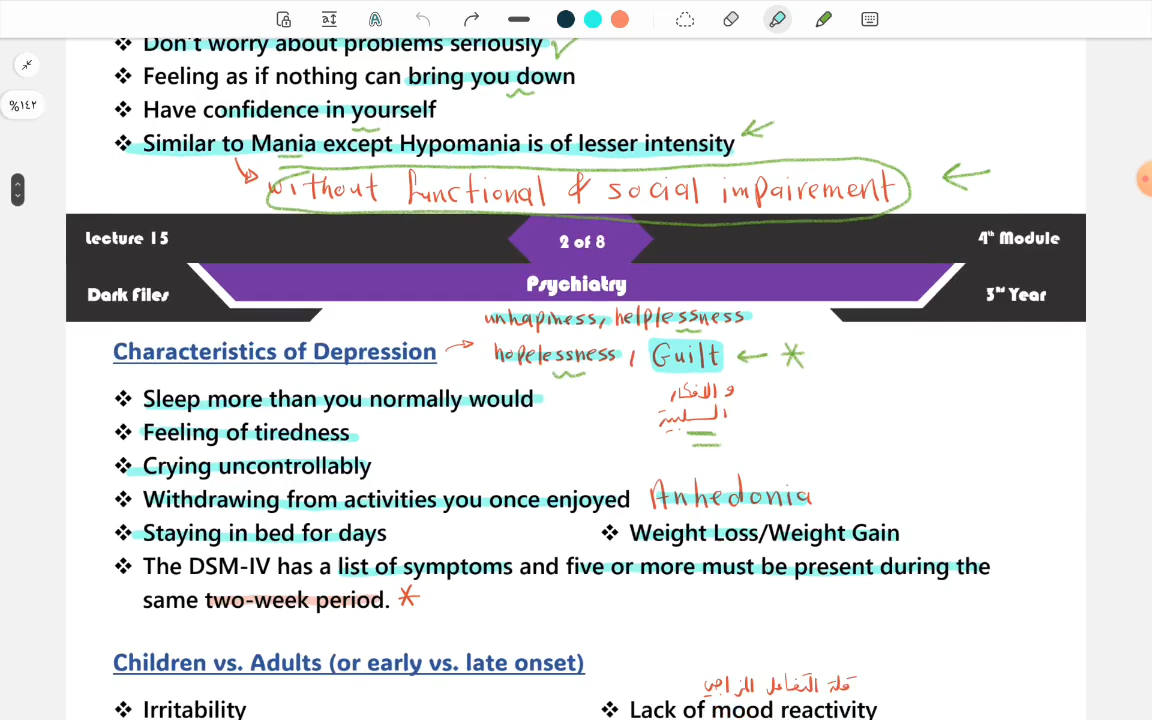 %١٤٢
Don't worry about problems seriously
Feeling as if nothing can bring you down
Have confidence in yourself
Similar to Mania except Hypomania is of lesser intensity
without functional & social impairement
Lecture 15
2 of 8
4th Module
Dark Files
Psychiatry
3rd Year
unhapiness, helplessness
Characteristics of Depression
hopelessness, Guilt
و الافكار
السلبية
Sleep more than you normally would
Feeling of tiredness
Crying uncontrollably
Withdrawing from activities you once enjoyed Anhedonia
Staying in bed for days
Weight Loss/Weight Gain
The DSM-IV has a list of symptoms and five or more must be present during the
same two-week period.
Children vs. Adults (or early vs. late onset)
قلة التفاعل المزاجي
Irritability
Lack of mood reactivity